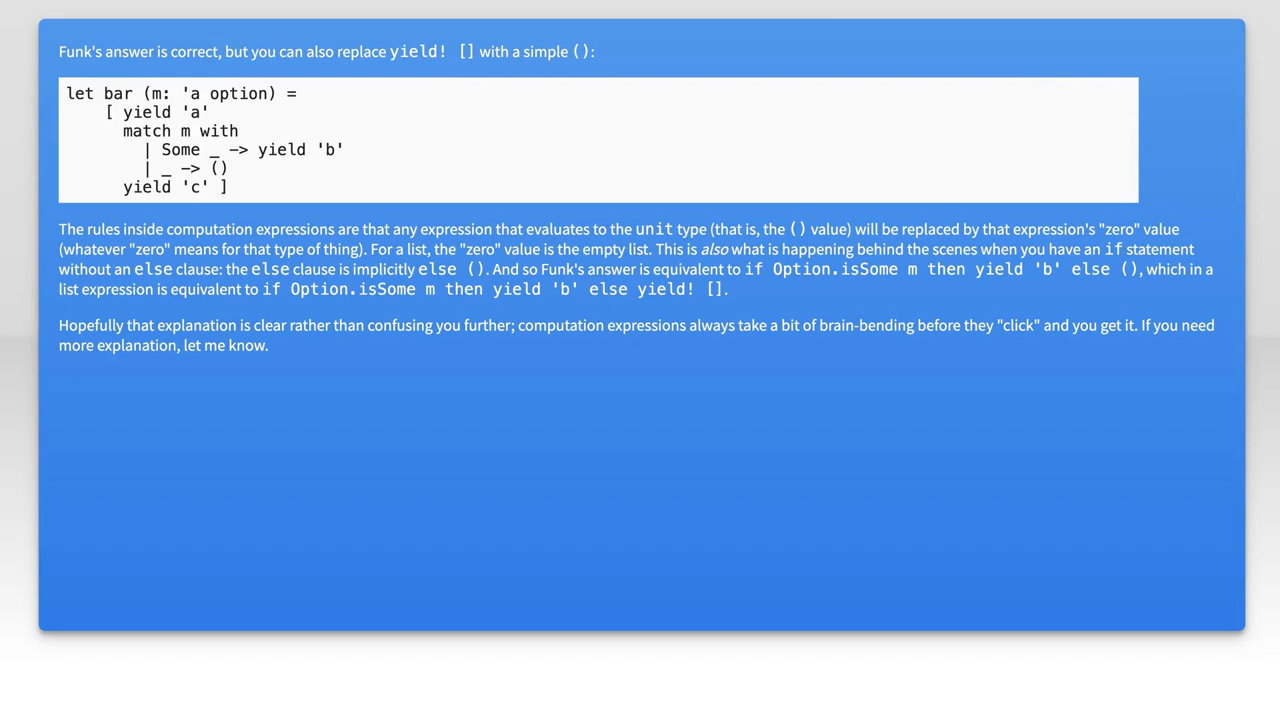 Funk's answer is correct, but you can also replace yield! [] with a simple ():
let bar (m: 'a option) =
    [ yield 'a'
      match m with
        | Some _ -> yield 'b'
        | _ -> ()
      yield 'c' ]
The rules inside computation expressions are that any expression that evaluates to the unit type (that is, the () value) will be replaced by that expression's "zero" value
(whatever "zero" means for that type of thing). For a list, the "zero" value is the empty list. This is also what is happening behind the scenes when you have an if statement
without an else clause: the else clause is implicitly else (). And so Funk's answer is equivalent to if Option.isSome m then yield 'b' else (), which in a
list expression is equivalent to if Option.isSome m then yield 'b' else yield! [].
Hopefully that explanation is clear rather than confusing you further; computation expressions always take a bit of brain-bending before they "click" and you get it. If you need
more explanation, let me know.